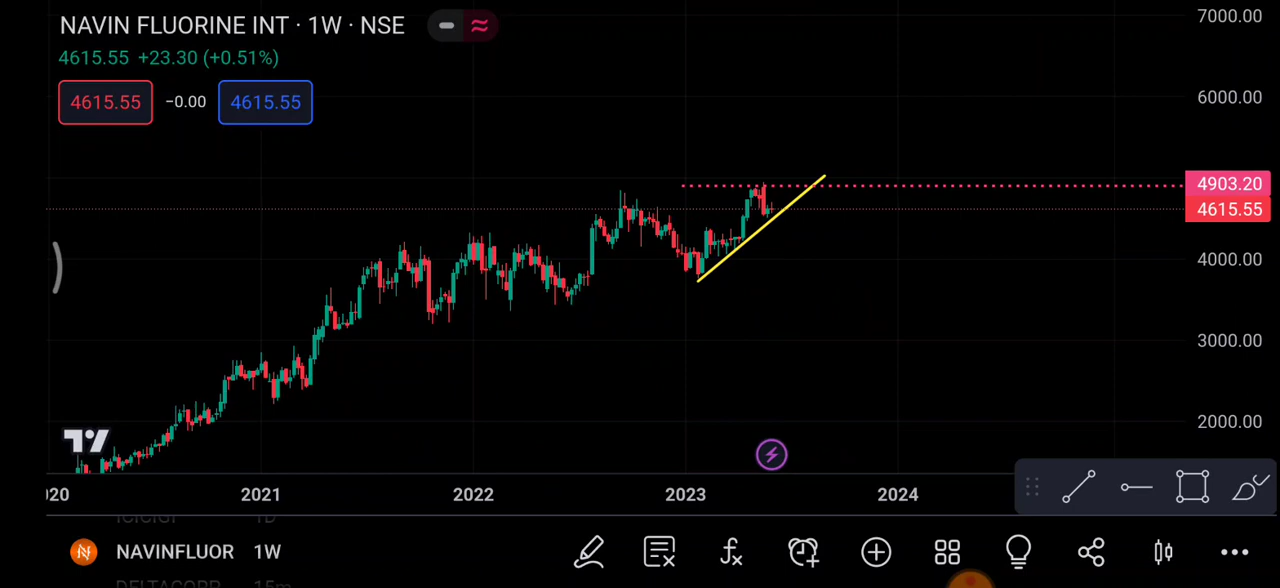 NAVIN FLUORINE INT · 1W · NSE
4615.55 +23.30 (+0.51%)
4615.55 −0.00 4615.55
7000.00
6000.00
4903.20
4615.55
4000.00
3000.00
2000.00
020 2021 2022 2023 2024
NAVINFLUOR 1W